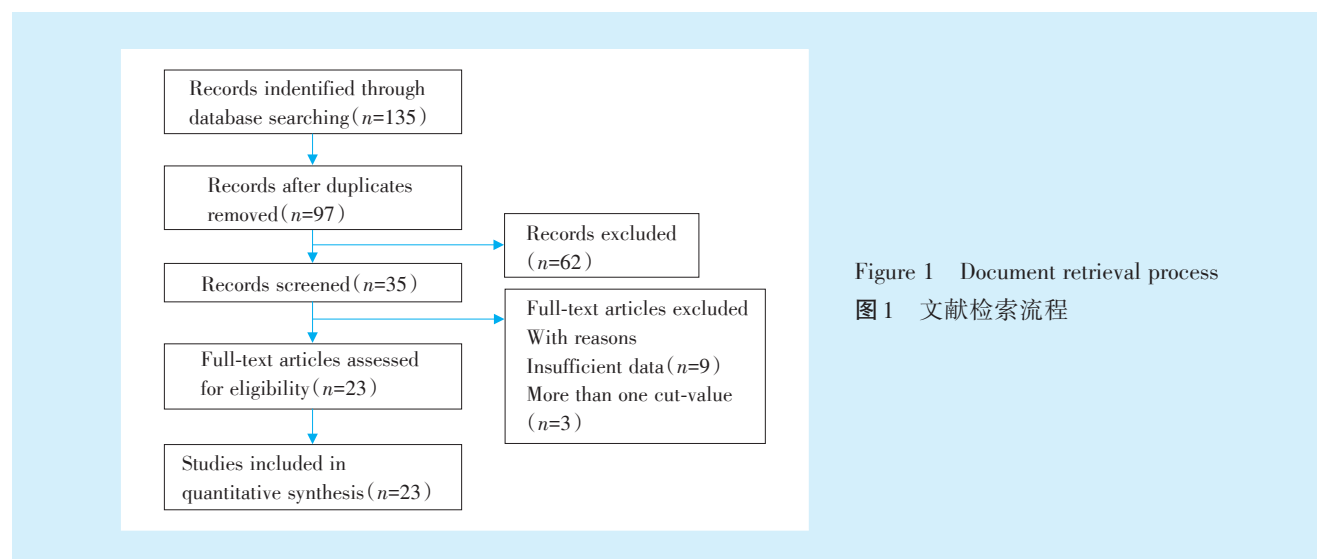 Records indentified through
database searching(n=135)
Records after duplicates
removed(n=97)
Records excluded
(n=62)
Records screened(n=35)
Full-text articles excluded
With reasons
Insufficient data(n=9)
More than one cut-value
(n=3)
Full-text articles assessed
for eligibility(n=23)
Studies included in
quantitative synthesis(n=23)
Figure 1 Document retrieval process
图1 文献检索流程